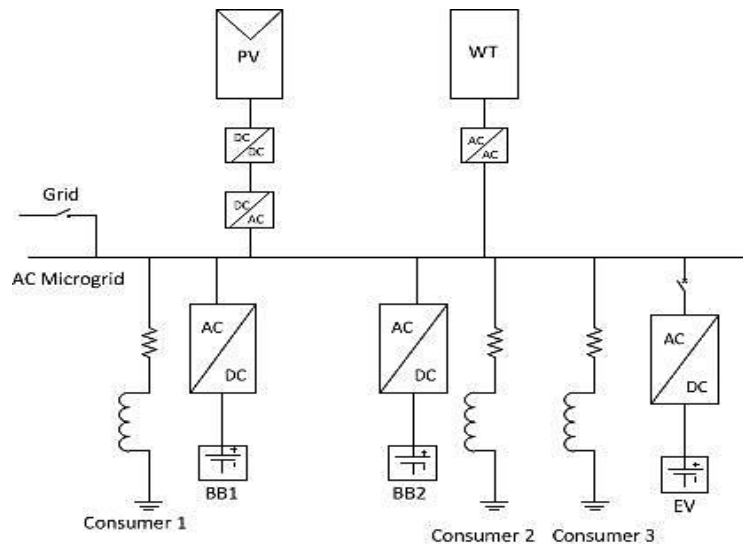 PV
WT
DC
DC
AC
AC
DC
AC
Grid
AC Microgrid
AC
DC
AC
DC
AC
DC
BB1
BB2
EV
Consumer 1
Consumer 2
Consumer 3